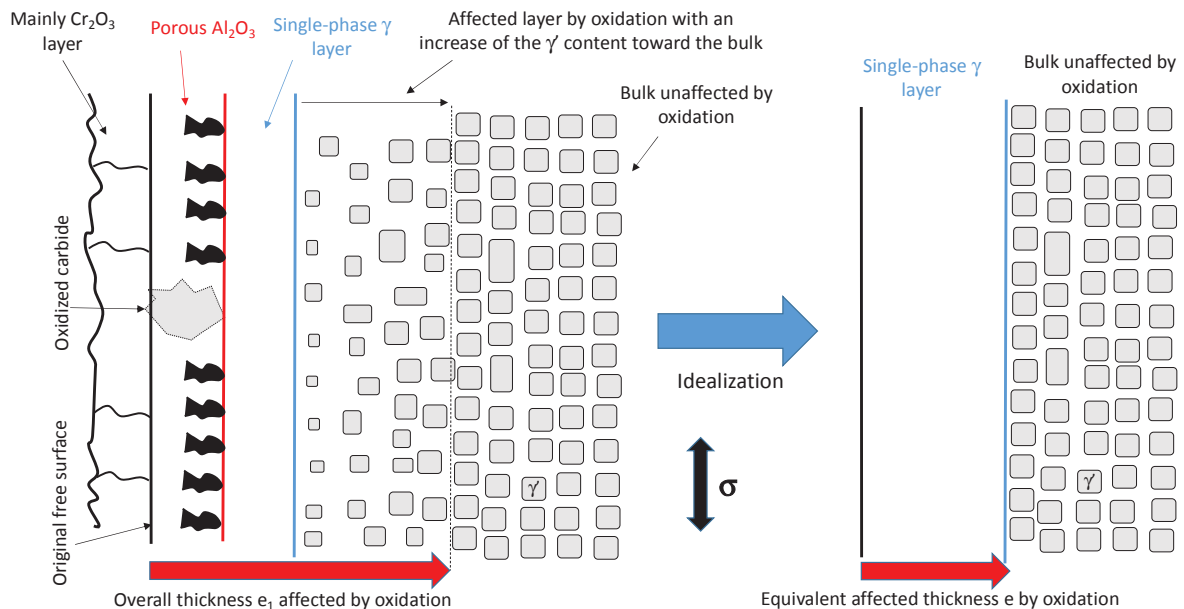 Mainly Cr₂O₃
layer
Porous Al₂O₃
Single-phase γ
layer
Affected layer by oxidation with an
increase of the γ′ content toward the bulk
Bulk unaffected by
oxidation
Oxidized carbide
Original free surface
γ′
Overall thickness e₁ affected by oxidation
Idealization
σ
Single-phase γ
layer
Bulk unaffected by
oxidation
γ′
Equivalent affected thickness e by oxidation